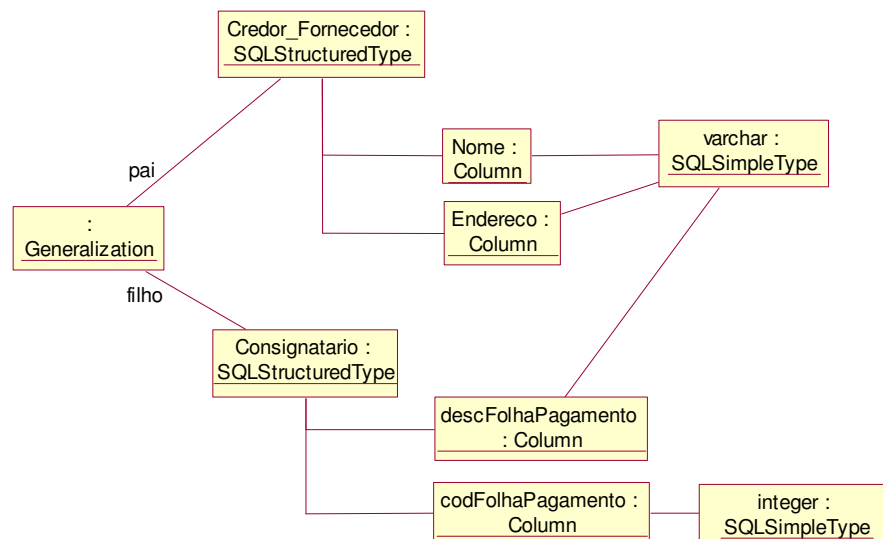 Credor_Fornecedor :
SQLStructuredType
Nome :
Column
varchar :
SQLSimpleType
pai
Endereco :
Column
:
Generalization
filho
Consignatario :
SQLStructuredType
descFolhaPagamento
: Column
codFolhaPagamento :
Column
integer :
SQLSimpleType